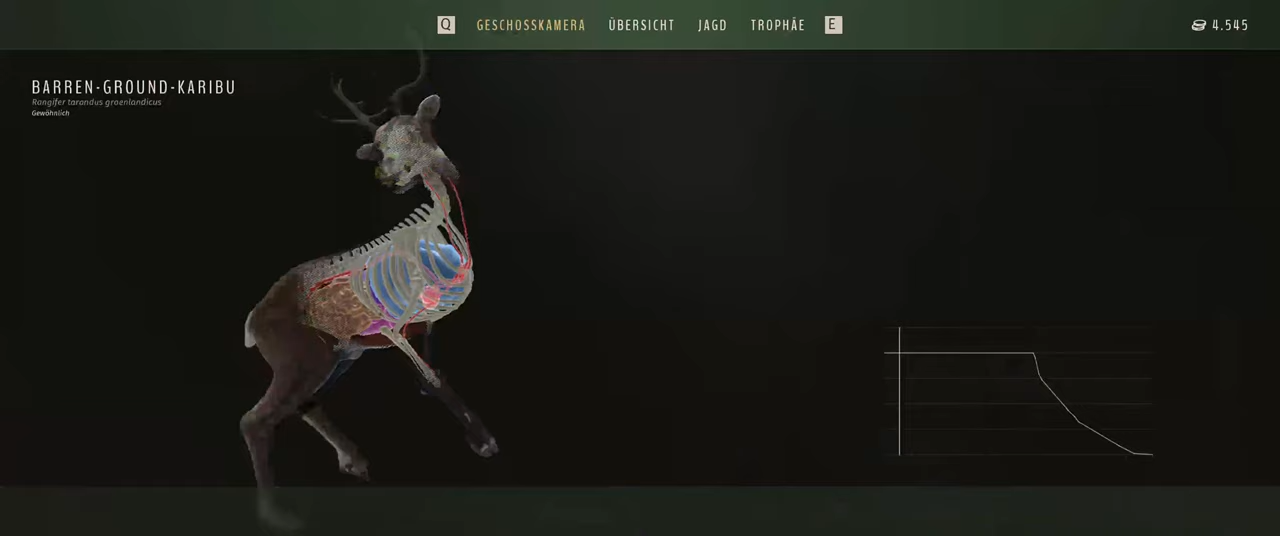 Q GESCHOSSKAMERA ÜBERSICHT JAGD TROPHÄE E 4.545
BARREN-GROUND-KARIBU
Rangifer tarandus groenlandicus
Gewöhnlich